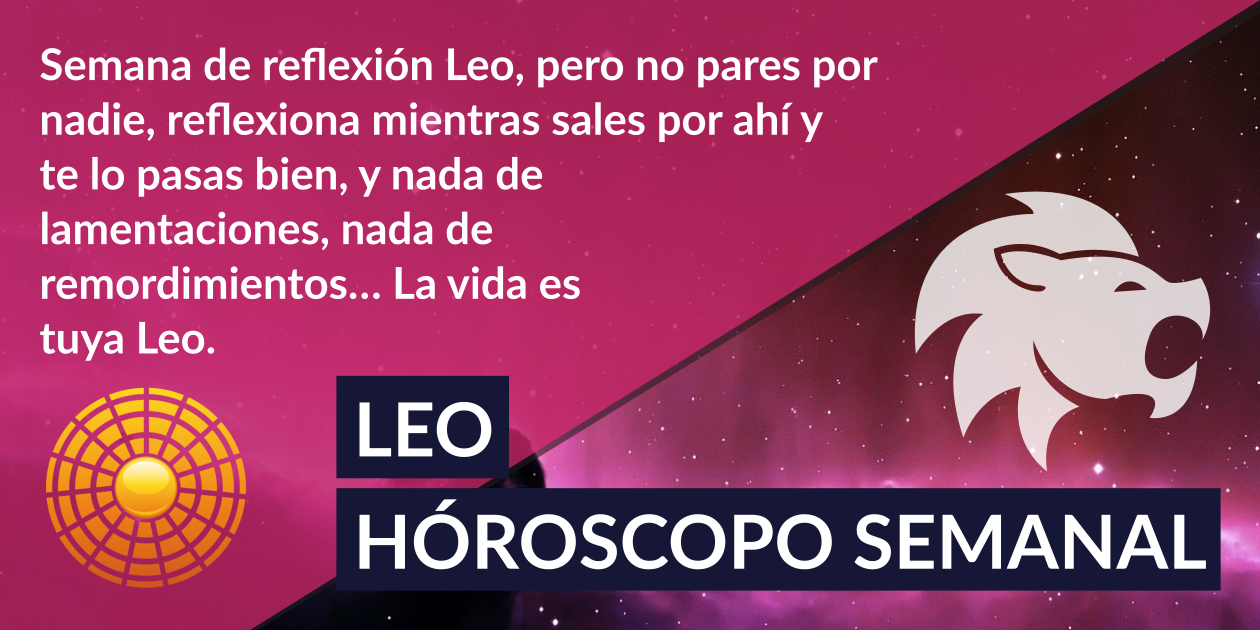 Semana de reflexión Leo, pero no pares por
nadie, reflexiona mientras sales por ahí y
te lo pasas bien, y nada de
lamentaciones, nada de
remordimientos... La vida es
tuya Leo.
LEO
HÓROSCOPO SEMANAL